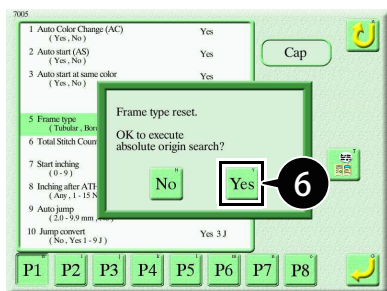 7005
1 Auto Color Change (AC) Yes
( Yes , No )
2 Auto start (AS) Yes
( Yes , No )
Cap
3 Auto start at same color Yes
( Yes , No )
Frame type reset.
5 Frame type
( Tubular ,
OK to execute
absolute origin search?
6 Total Stitch Coun
7 Start inching
( 0 - 9 )
No N
Yes Y
6
T
8 Inching after ATH
( Any , 1 - 15 N
9 Auto jump
( 2.0 - 9.9 mm ,
10 Jump convert Yes 3 J
( No , Yes 1 - 9 J )
P1 P2 P3 P4 P5 P6 P7 P8